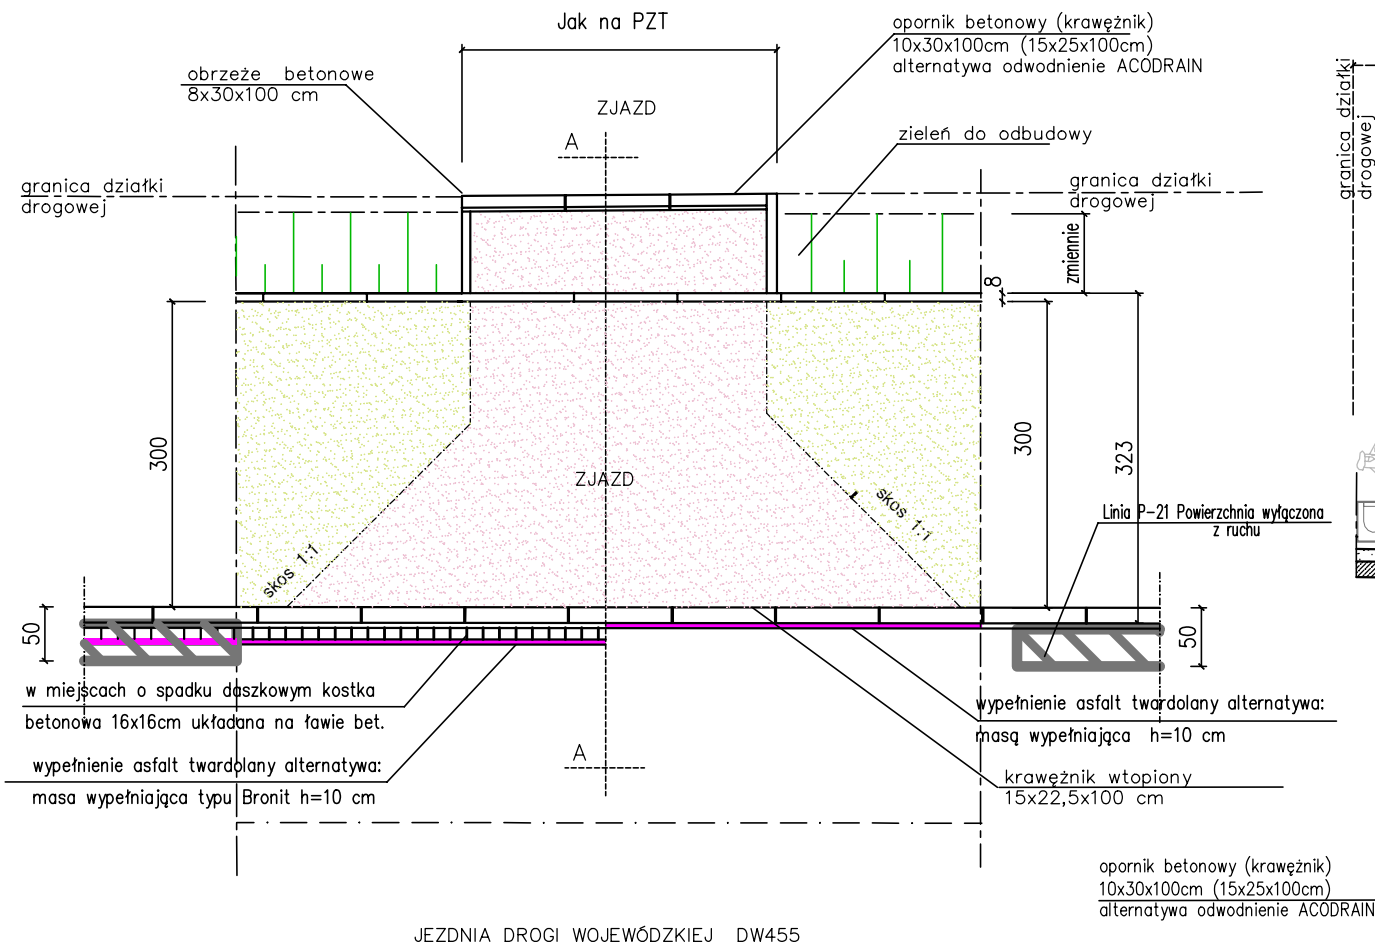 Jak na PZT
opornik betonowy (krawężnik)
10x30x100cm (15x25x100cm)
alternatywa odwodnienie ACODRAIN
obrzeże betonowe
8x30x100 cm
ZJAZD
A
zieleń do odbudowy
granica działki
drogowej
granica działki
drogowej
granica działki
drogowej
zmiennie
8
300
300
323
ZJAZD
skos 1:1
skos 1:1
Linia P-21 Powierzchnia wyłączona
z ruchu
50
50
w miejscach o spadku daszkowym kostka
betonowa 16x16cm układana na ławie bet.
wypełnienie asfalt twardolany alternatywa:
masą wypełniająca h=10 cm
A
wypełnienie asfalt twardolany alternatywa:
masa wypełniająca typu Bronit h=10 cm
krawężnik wtopiony
15x22,5x100 cm
opornik betonowy (krawężnik)
10x30x100cm (15x25x100cm)
alternatywa odwodnienie ACODRAIN
JEZDNIA DROGI WOJEWÓDZKIEJ DW455